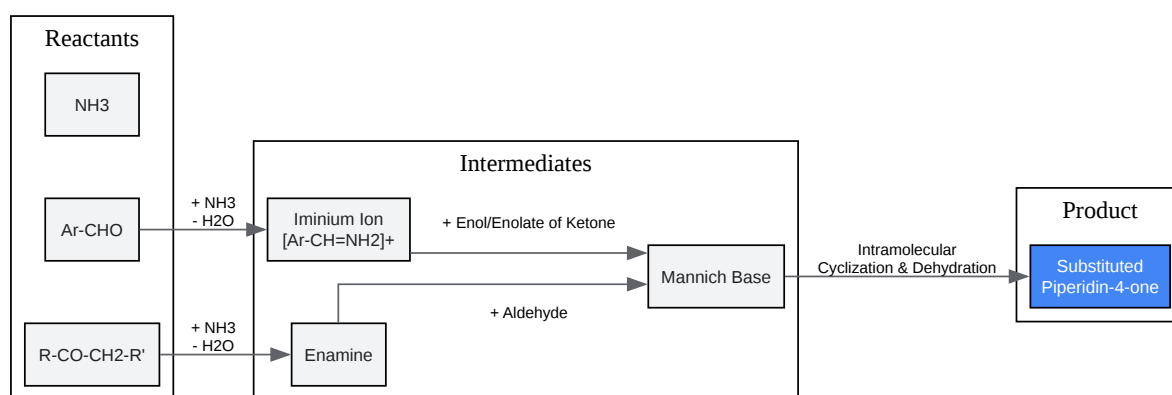 Reactants
NH3
Ar-CHO
R-CO-CH2-R'
+ NH3
- H2O
+ NH3
- H2O
Intermediates
Iminium Ion
[Ar-CH=NH2]+
Enamine
+ Enol/Enolate of Ketone
+ Aldehyde
Mannich Base
Intramolecular
Cyclization & Dehydration
Product
Substituted
Piperidin-4-one